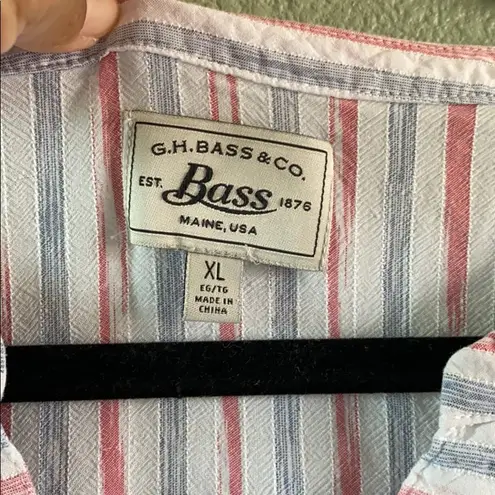 G.H.BASS & CO.
EST. Bass 1876
MAINE, USA
XL
EG/TG
MADE IN
CHINA